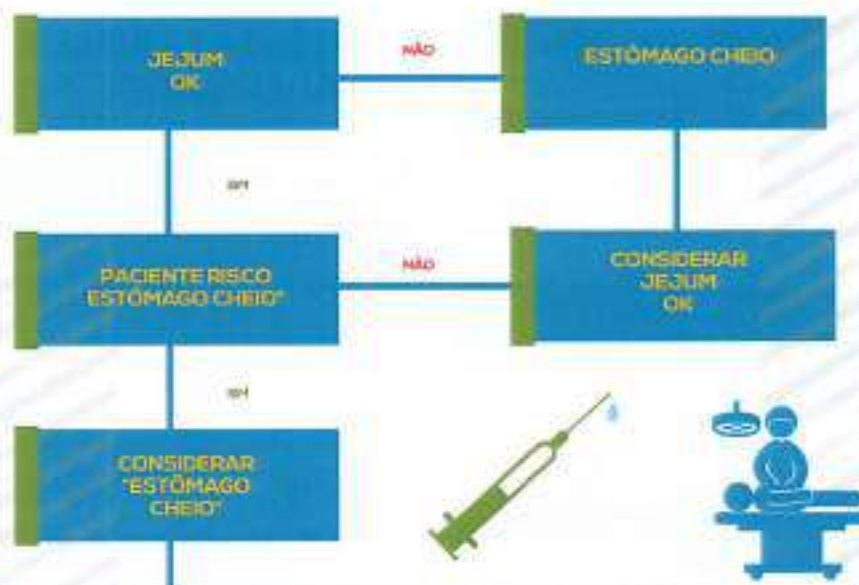 JEJUM
OK
NÃO
ESTÔMAGO CHEIO
SIM
PACIENTE RISCO
ESTÔMAGO CHEIO"
NÃO
CONSIDERAR
JEJUM
OK
SIM
CONSIDERAR
"ESTÔMAGO
CHEIO"